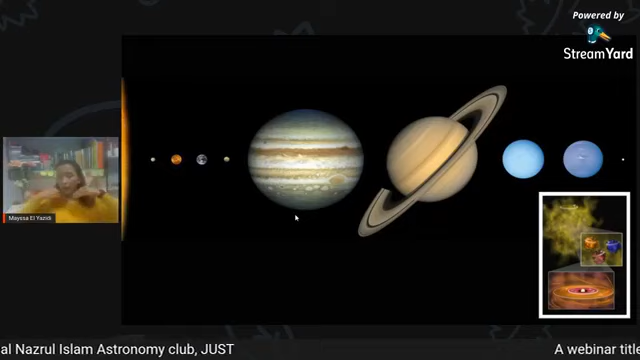 Powered by
StreamYard
Mayssa El Yazidi
al Nazrul Islam Astronomy club, JUST
A webinar title